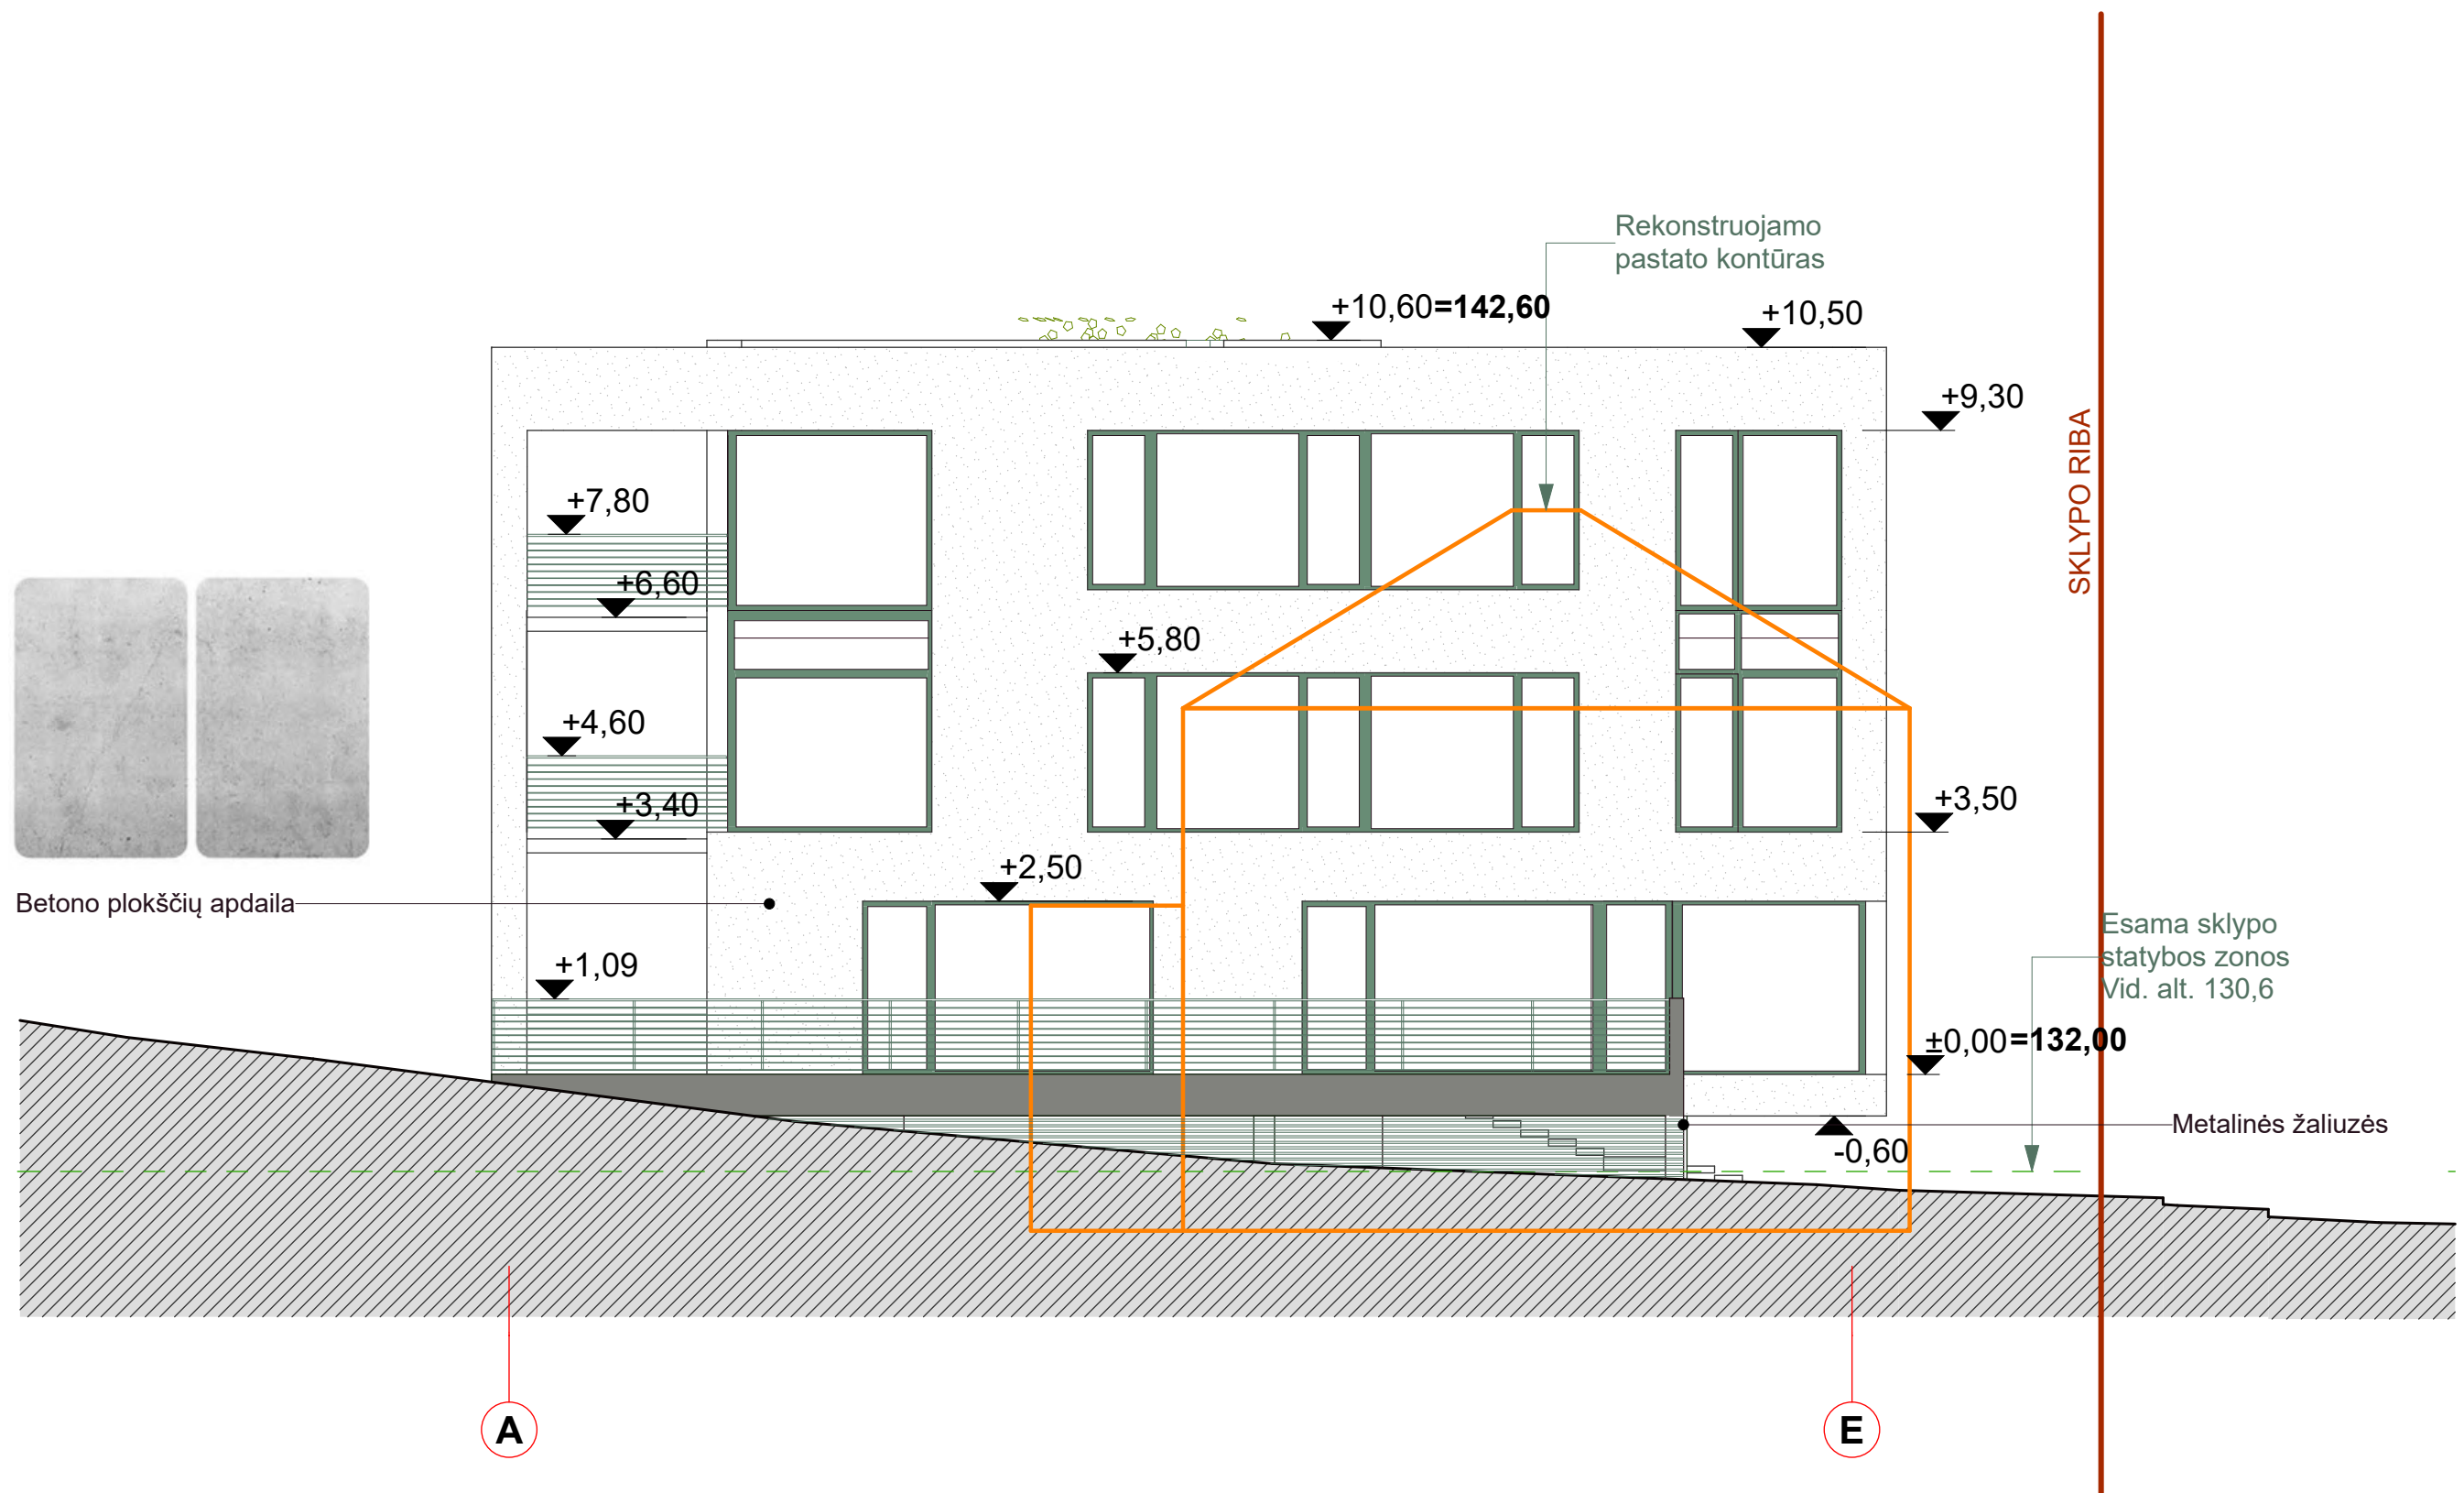 Rekonstruojamo
pastato kontūras
+10,60=142,60
+10,50
+9,30
SKLYPO RIBA
+7,80
+6,60
+5,80
+4,60
+3,40
+3,50
+2,50
Betono plokščių apdaila
Esama sklypo
statybos zonos
Vid. alt. 130,6
+1,09
±0,00=132,00
Metalinės žaliuzės
-0,60
A
E